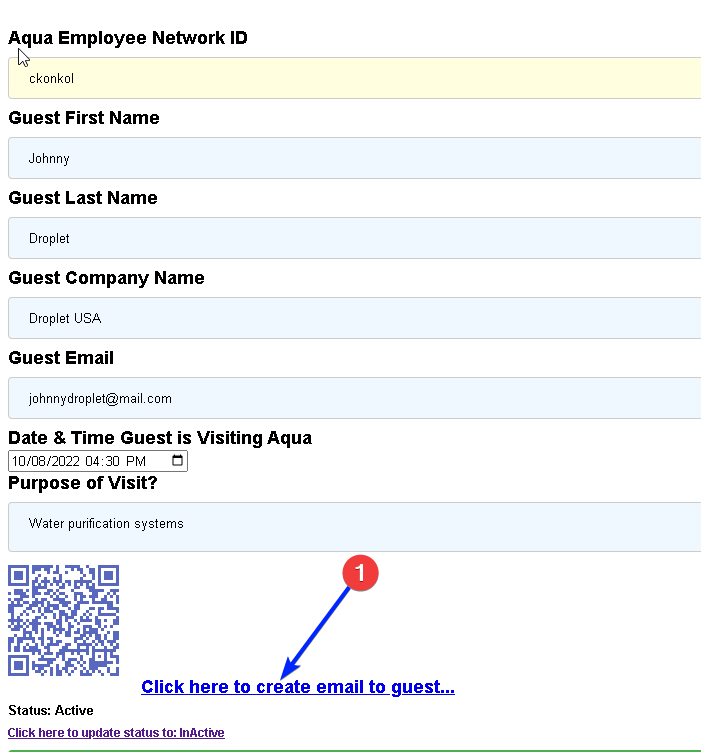 Aqua Employee Network ID
ckonkol
Guest First Name
Johnny
Guest Last Name
Droplet
Guest Company Name
Droplet USA
Guest Email
johnnydroplet@mail.com
Date & Time Guest is Visiting Aqua
10/08/2022 04:30 PM
Purpose of Visit?
Water purification systems
1
Click here to create email to guest...
Status: Active
Click here to update status to: InActive